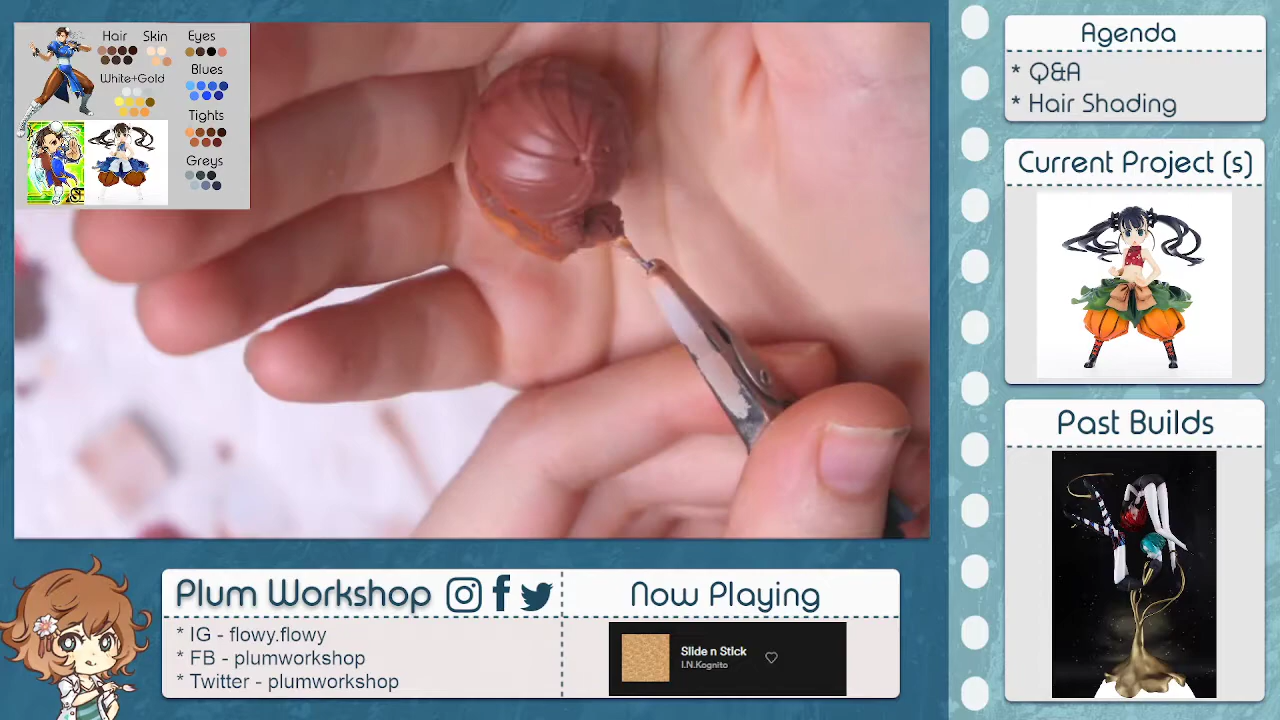 Hair Skin Eyes
White+Gold
Blues
Tights
Greys
Agenda
* Q&A
* Hair Shading
Current Project (s)
Past Builds
Plum Workshop
* IG - flowy.flowy
* FB - plumworkshop
* Twitter - plumworkshop
Now Playing
Slide n Stick
I.N.Kognito